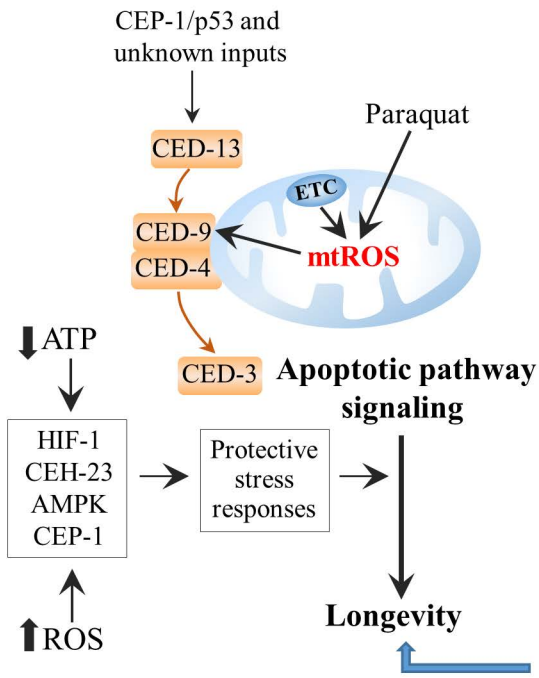 CEP-1/p53 and
unknown inputs
Paraquat
CED-13
ETC
CED-9
mtROS
CED-4
CED-3
Apoptotic pathway
signaling
ATP
HIF-1
CEH-23
AMPK
CEP-1
Protective
stress
responses
ROS
Longevity